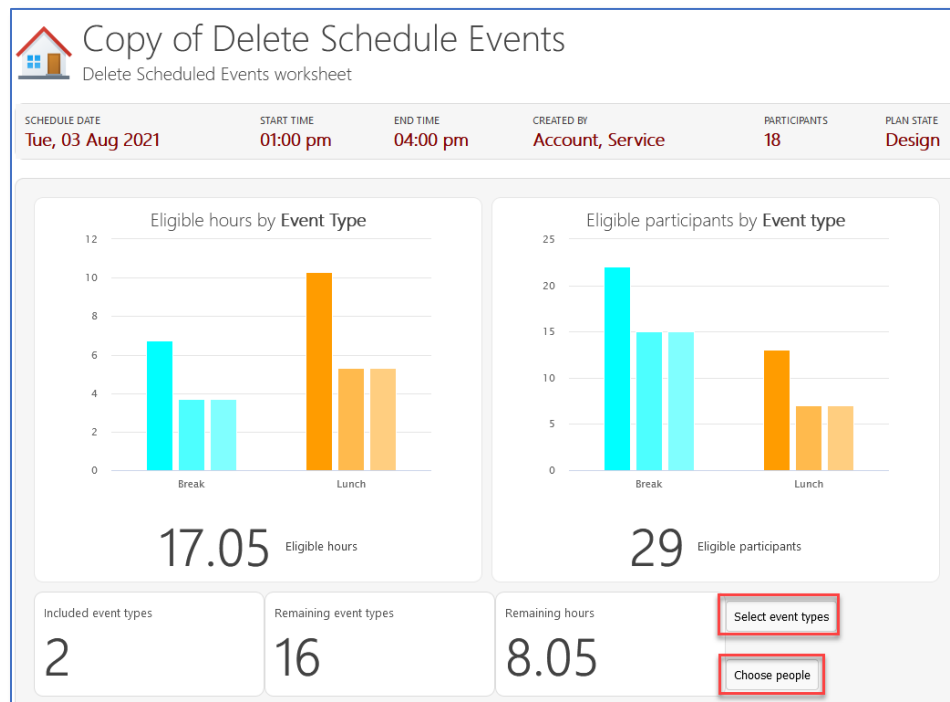 Copy of Delete Schedule Events
Delete Scheduled Events worksheet
SCHEDULE DATE
Tue, 03 Aug 2021
START TIME
01:00 pm
END TIME
04:00 pm
CREATED BY
Account, Service
PARTICIPANTS
18
PLAN STATE
Design
Eligible hours by Event Type
12
10
8
6
4
2
0
Break
Lunch
17.05 Eligible hours
Eligible participants by Event type
25
20
15
10
5
0
Break
Lunch
29 Eligible participants
Included event types
2
Remaining event types
16
Remaining hours
8.05
Select event types
Choose people